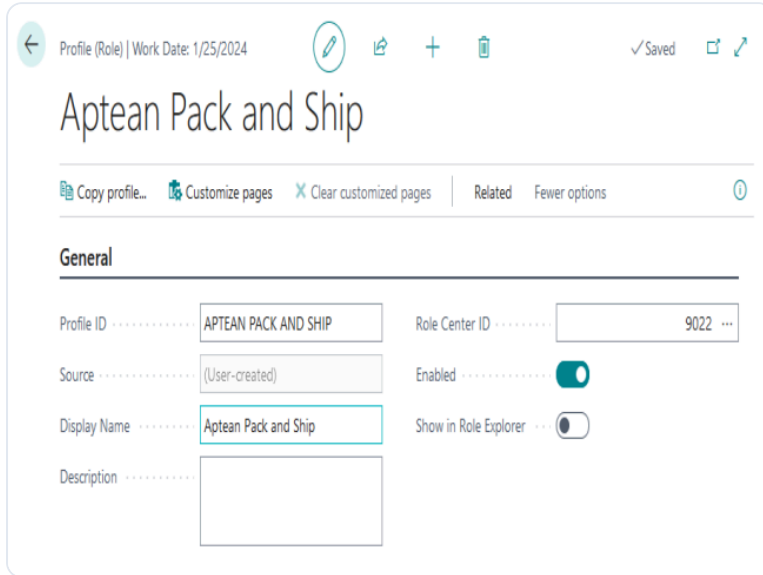 Profile (Role) | Work Date: 1/25/2024 ✓Saved
Aptean Pack and Ship
Copy profile... Customize pages Clear customized pages Related Fewer options
General
Profile ID APTEAN PACK AND SHIP Role Center ID 9022 ...
Source (User-created) Enabled
Display Name Aptean Pack and Ship Show in Role Explorer
Description